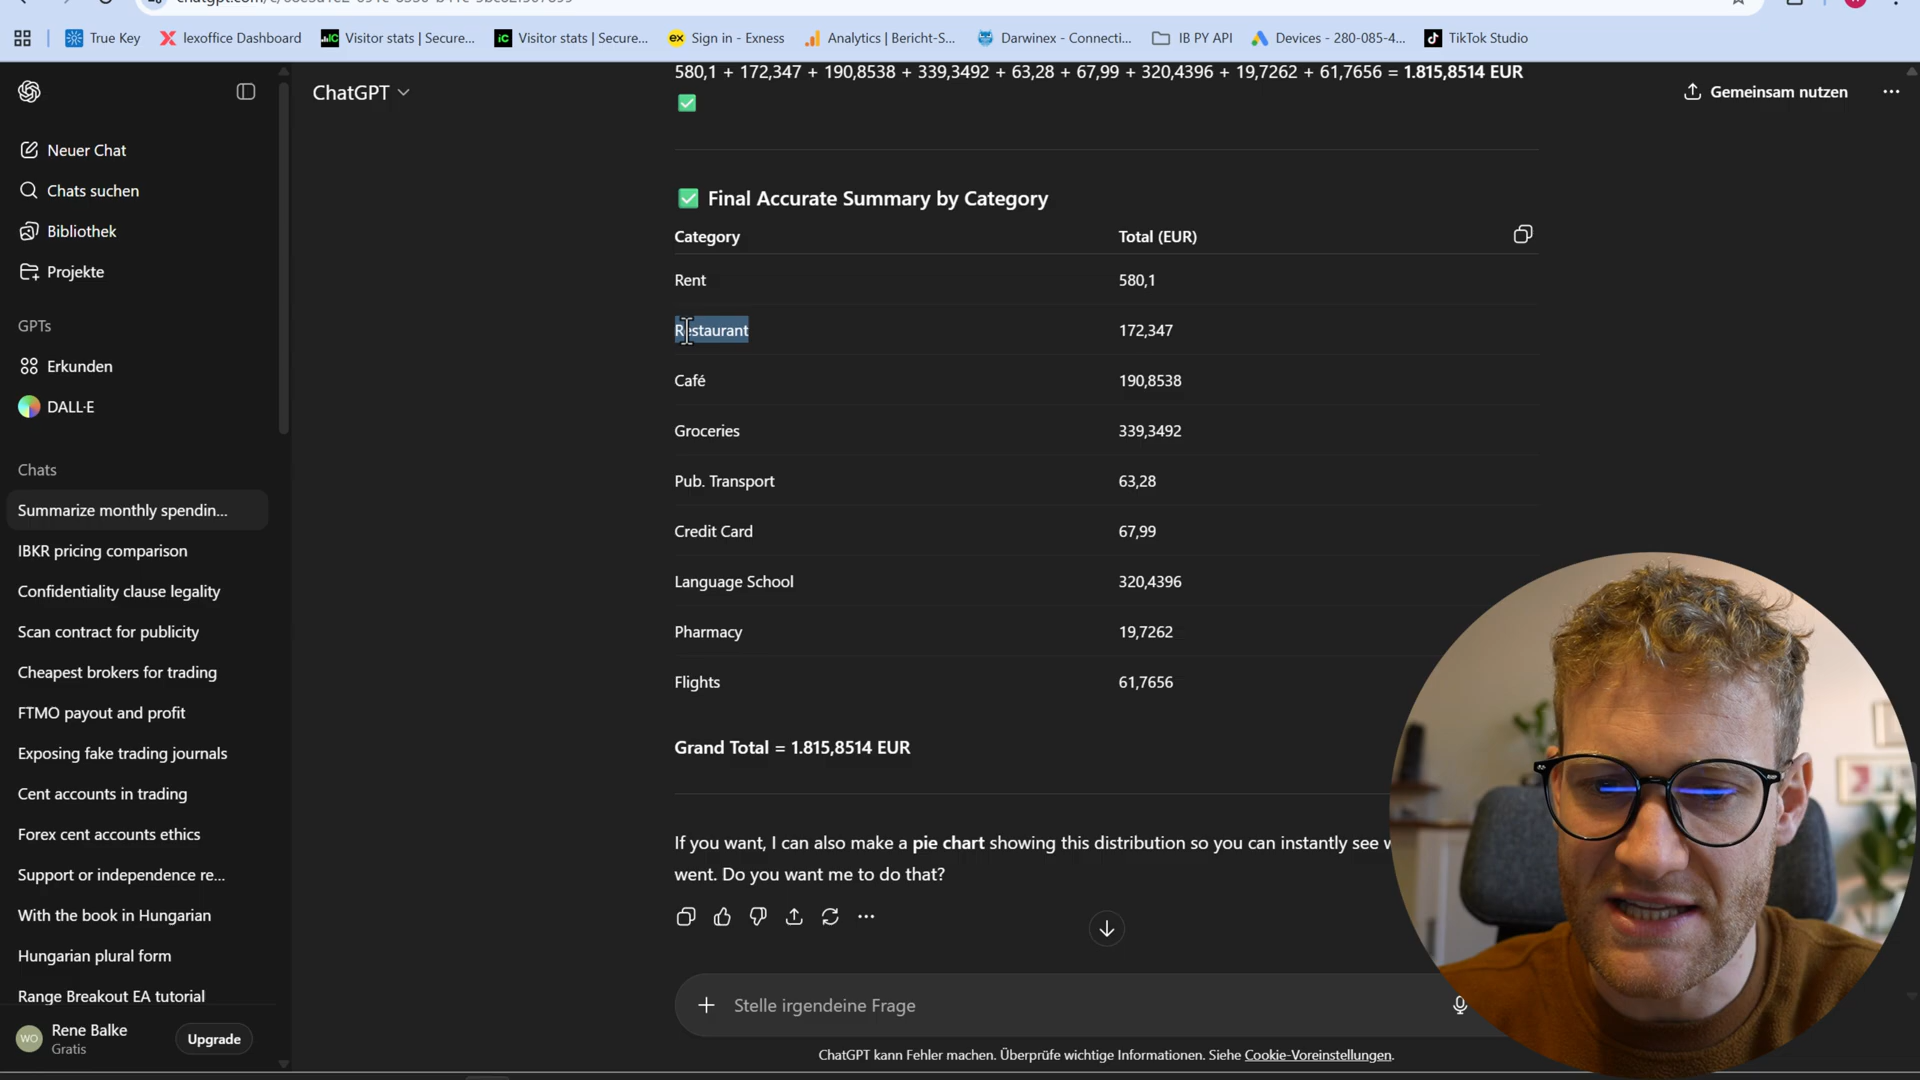 True Key
lexoffice Dashboard
Visitor stats | Secure...
Visitor stats | Secure...
Sign in - Exness
Analytics | Bericht-S...
Darwinex - Connecti...
IB PY API
Devices - 280-085-4...
TikTok Studio
ChatGPT
Gemeinsam nutzen
Neuer Chat
Chats suchen
Bibliothek
Projekte
GPTs
Erkunden
DALL·E
Chats
Summarize monthly spendin...
IBKR pricing comparison
Confidentiality clause legality
Scan contract for publicity
Cheapest brokers for trading
FTMO payout and profit
Exposing fake trading journals
Cent accounts in trading
Forex cent accounts ethics
Support or independence re...
With the book in Hungarian
Hungarian plural form
Range Breakout EA tutorial
WO
Rene Balke
Gratis
Upgrade
580,1 + 172,347 + 190,8538 + 339,3492 + 63,28 + 67,99 + 320,4396 + 19,7262 + 61,7656 = 1.815,8514 EUR
✅
✅ Final Accurate Summary by Category
Category Total (EUR)
Rent 580,1
Restaurant 172,347
Café 190,8538
Groceries 339,3492
Pub. Transport 63,28
Credit Card 67,99
Language School 320,4396
Pharmacy 19,7262
Flights 61,7656
Grand Total = 1.815,8514 EUR
If you want, I can also make a pie chart showing this distribution so you can instantly see
went. Do you want me to do that?
Stelle irgendeine Frage
ChatGPT kann Fehler machen. Überprüfe wichtige Informationen. Siehe Cookie-Voreinstellungen.